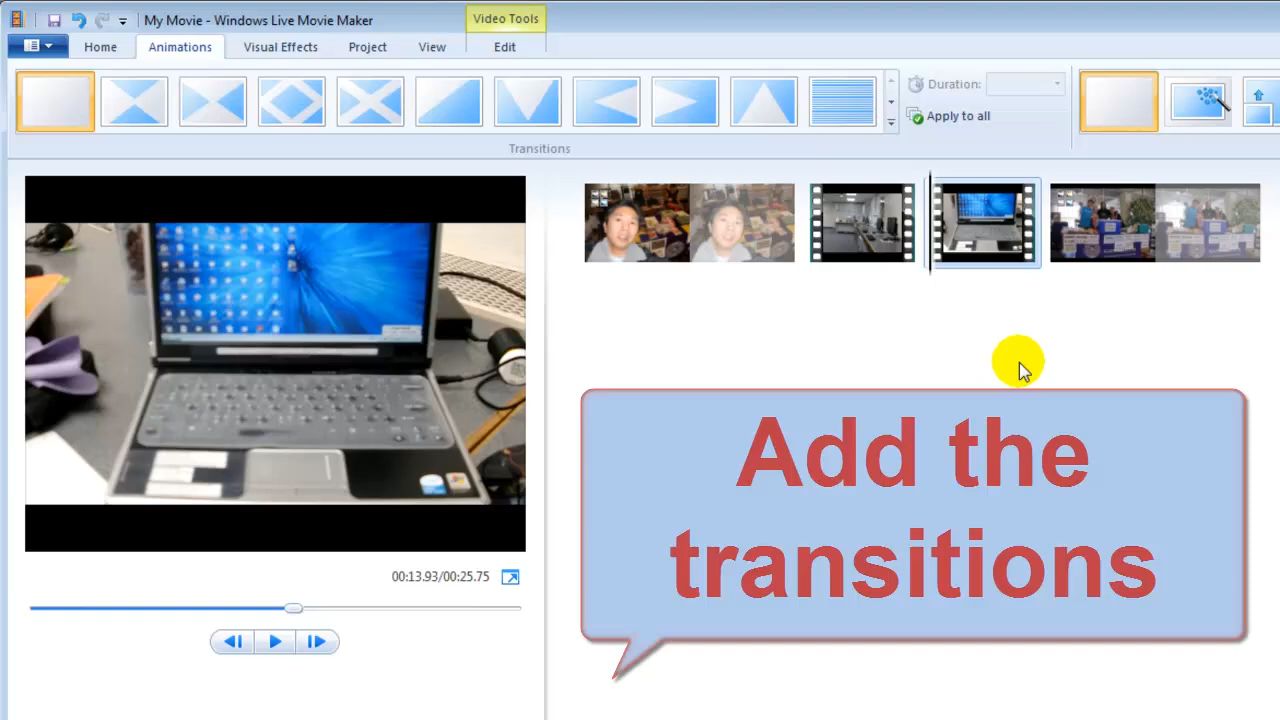 My Movie - Windows Live Movie Maker
Video Tools
Home
Animations
Visual Effects
Project
View
Edit
Duration:
Apply to all
Transitions
00:13.93/00:25.75
Add the
transitions